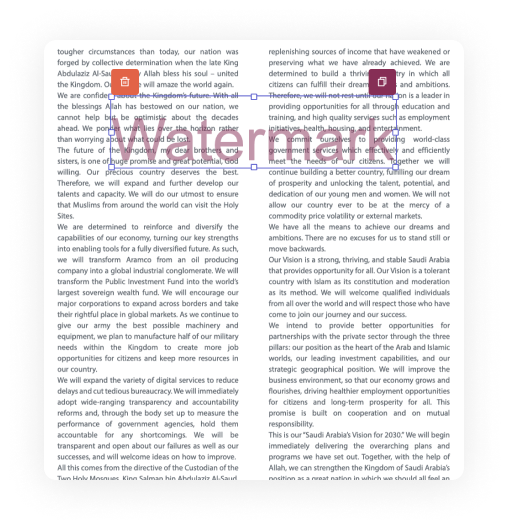 tougher circumstances than today, our nation was
forged by collective determination when the late King
Abdulaziz Al-Sau Allah bless his soul – united
the Kingdom. O e will amaze the world again.
We are confident about the Kingdom's future. With all
the blessings Allah has bestowed on our nation, we
cannot help but be optimistic about the decades
ahead. We ponder what lies over the horizon rather
than worrying about what could be lost.
The future of the Kingdom, my dear brothers and
sisters, is one of huge promise and great potential, God
willing. Our precious country deserves the best.
Therefore, we will expand and further develop our
talents and capacity. We will do our utmost to ensure
that Muslims from around the world can visit the Holy
Sites.
We are determined to reinforce and diversify the
capabilities of our economy, turning our key strengths
into enabling tools for a fully diversified future. As such,
we will transform Aramco from an oil producing
company into a global industrial conglomerate. We will
transform the Public Investment Fund into the world's
largest sovereign wealth fund. We will encourage our
major corporations to expand across borders and take
their rightful place in global markets. As we continue to
give our army the best possible machinery and
equipment, we plan to manufacture half of our military
needs within the Kingdom to create more job
opportunities for citizens and keep more resources in
our country.
We will expand the variety of digital services to reduce
delays and cut tedious bureaucracy. We will immediately
adopt wide-ranging transparency and accountability
reforms and, through the body set up to measure the
performance of government agencies, hold them
accountable for any shortcomings. We will be
transparent and open about our failures as well as our
successes, and will welcome ideas on how to improve.
All this comes from the directive of the Custodian of the
Two Holy Mosques, King Salman bin Abdulaziz Al-Saud,
replenishing sources of income that have weakened or
preserving what we have already achieved. We are
determined to build a thriv try in which all
citizens can fulfill their dream and ambitions.
Therefore, we will not rest until our nation is a leader in
providing opportunities for all through education and
training, and high quality services such as employment
initiatives, health, housing, and entertainment.
We commit ourselves to providing world-class
government services which effectively and efficiently
meet the needs of our citizens. Together we will
continue building a better country, fulfilling our dream
of prosperity and unlocking the talent, potential, and
dedication of our young men and women. We will not
allow our country ever to be at the mercy of a
commodity price volatility or external markets.
We have all the means to achieve our dreams and
ambitions. There are no excuses for us to stand still or
move backwards.
Our Vision is a strong, thriving, and stable Saudi Arabia
that provides opportunity for all. Our Vision is a tolerant
country with Islam as its constitution and moderation
as its method. We will welcome qualified individuals
from all over the world and will respect those who have
come to join our journey and our success.
We intend to provide better opportunities for
partnerships with the private sector through the three
pillars: our position as the heart of the Arab and Islamic
worlds, our leading investment capabilities, and our
strategic geographical position. We will improve the
business environment, so that our economy grows and
flourishes, driving healthier employment opportunities
for citizens and long-term prosperity for all. This
promise is built on cooperation and on mutual
responsibility.
This is our "Saudi Arabia's Vision for 2030." We will begin
immediately delivering the overarching plans and
programs we have set out. Together, with the help of
Allah, we can strengthen the Kingdom of Saudi Arabia's
position as a great nation in which we should all feel an
Watermark